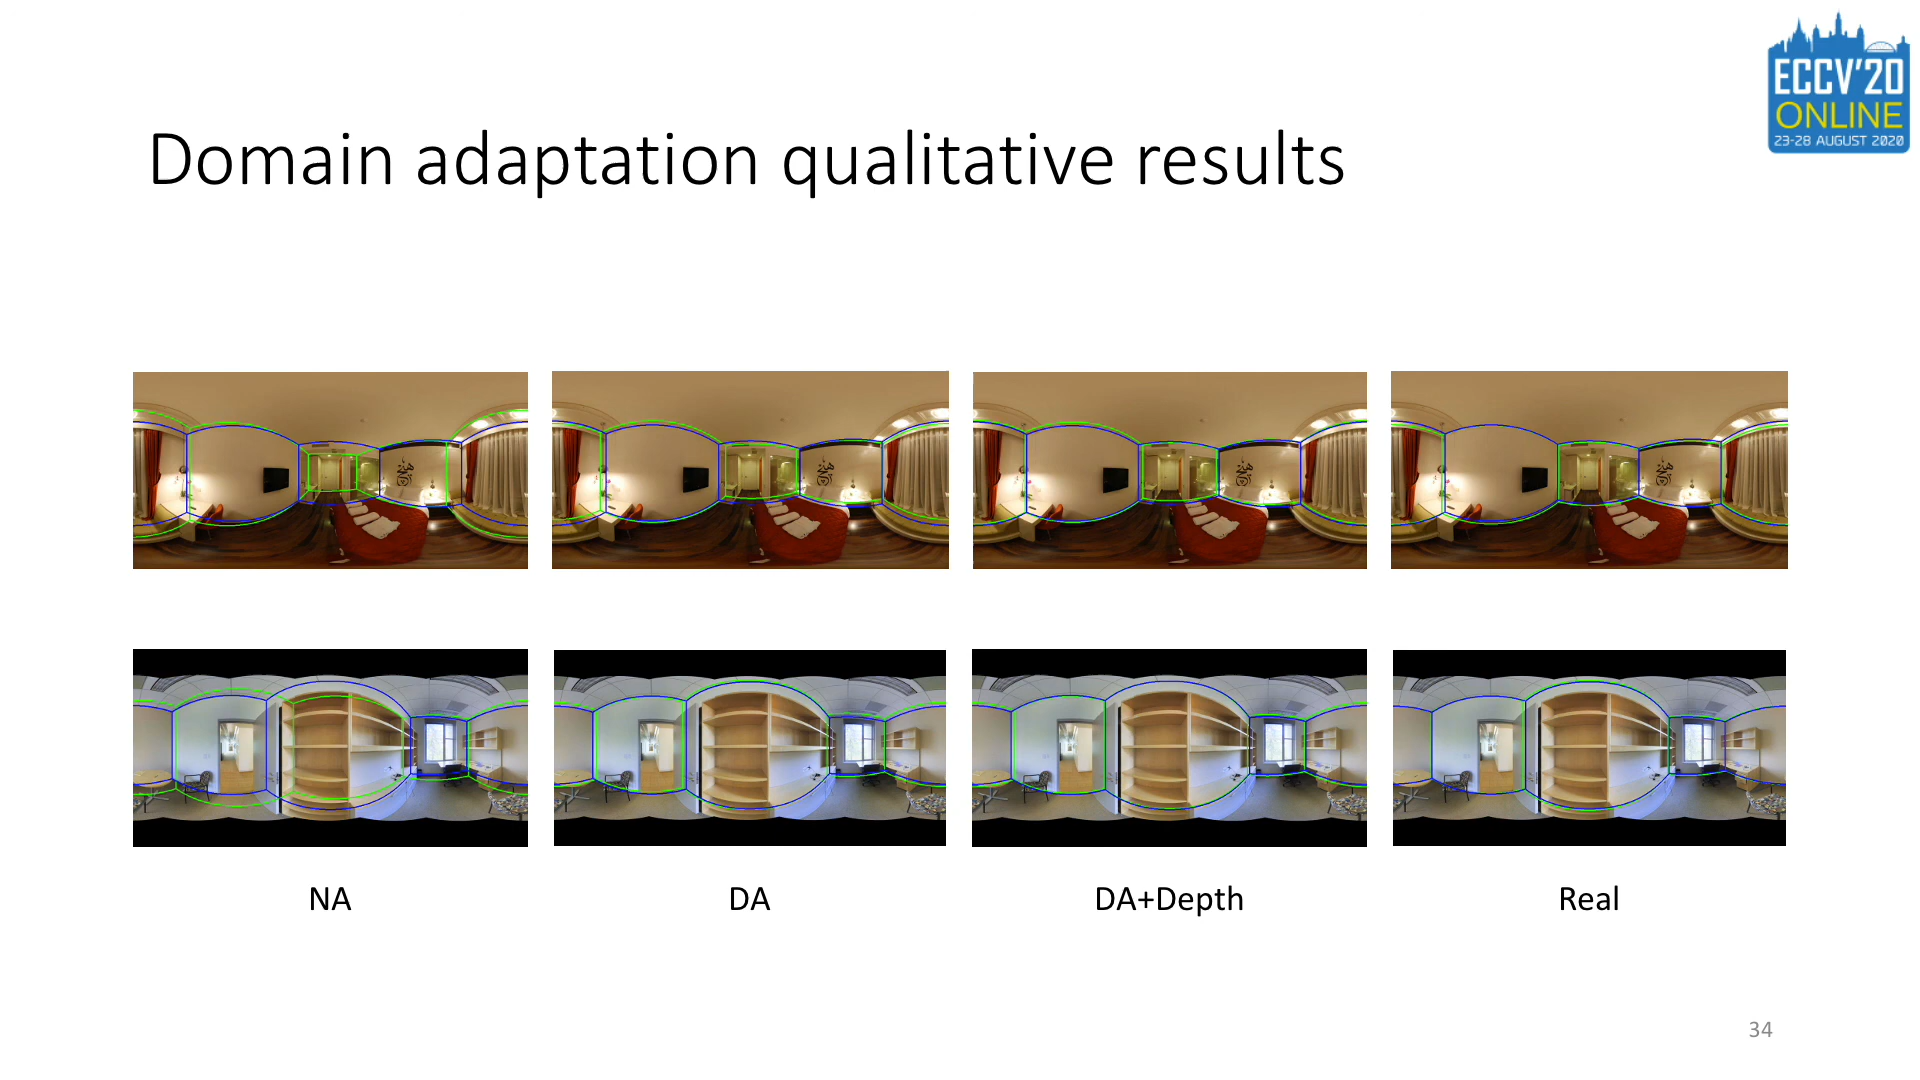 ECCV'20
ONLINE
23-28 AUGUST 2020
Domain adaptation qualitative results
NA
DA
DA+Depth
Real
34